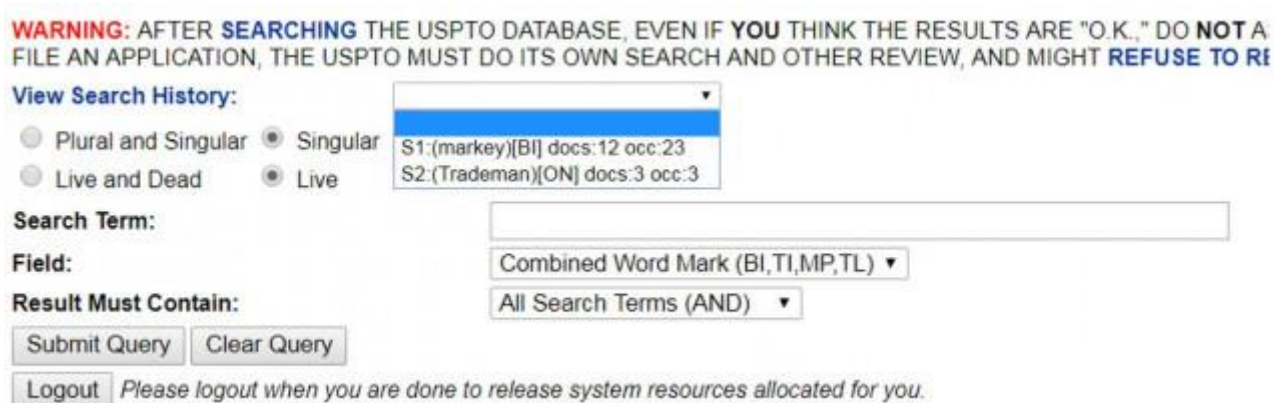 WARNING: AFTER SEARCHING THE USPTO DATABASE, EVEN IF YOU THINK THE RESULTS ARE "O.K.," DO NOT A
FILE AN APPLICATION, THE USPTO MUST DO ITS OWN SEARCH AND OTHER REVIEW, AND MIGHT REFUSE TO RE
View Search History:
Plural and Singular Singular
S1:(markey)[BI] docs:12 occ:23
Live and Dead Live
S2:(Trademan)[ON] docs:3 occ:3
Search Term:
Field: Combined Word Mark (BI,TI,MP,TL)
Result Must Contain: All Search Terms (AND)
Submit Query Clear Query
Logout Please logout when you are done to release system resources allocated for you.